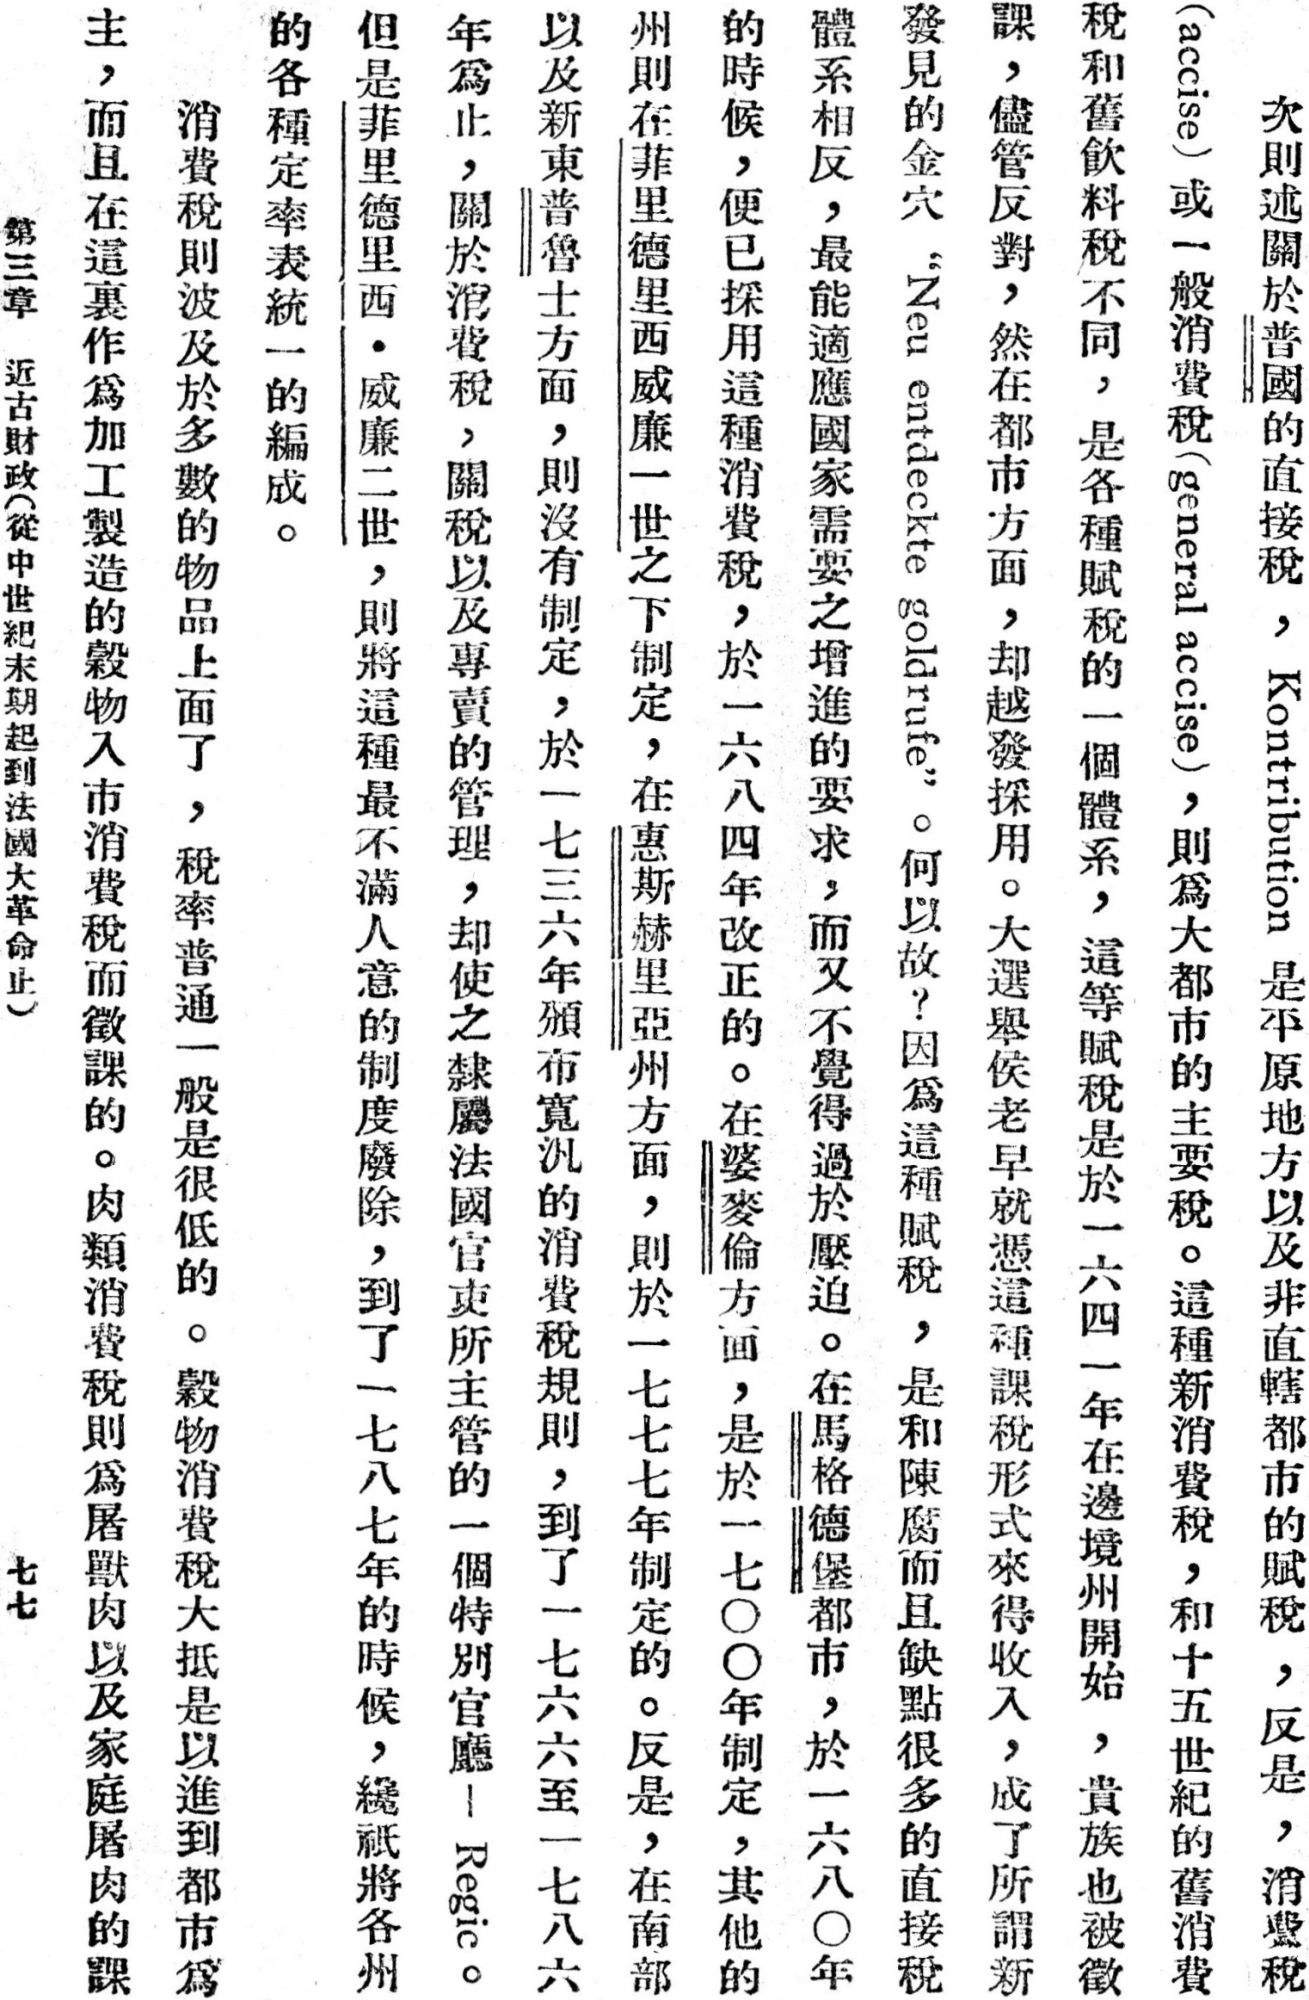 次則述關於普國的直接稅，Kontribution 是平原地方以及非直轄都市的賦稅，反是，消費稅
(accise) 或一般消費稅(general accise)，則爲大都市的主要稅。這種新消費稅，和十五世紀的舊消費
稅和舊飲料稅不同，是各種賦稅的一個體系，這等賦稅是於一六四一年在邊境州開始，貴族也被徵
課，儘管反對，然在都市方面，却越發採用。大選舉侯老早就憑這種課稅形式來得收入，成了所謂新
發見的金穴 “Neu entdeckte goldrufe”。何以故？因爲這種賦稅，是和陳腐而且缺點很多的直接稅
體系相反，最能適應國家需要之增進的要求，而又不覺得過於壓迫。在馬格德堡都市，於一六八〇年
的時候，便已採用這種消費稅，於一六八四年改正的。在婆麥倫方面，是於一七〇〇年制定，其他的
州則在菲里德里西威廉一世之下制定，在惠斯赫里亞州方面，則於一七七七年制定的。反是，在南部
以及新東普魯士方面，則沒有制定，於一七三六年頒布寬汎的消費稅規則，到了一七六六至一七八六
年爲止，關於消費稅，關稅以及專賣的管理，却使之隸屬法國官吏所主管的一個特別官廳— Regic。
但是菲里德里西・威廉二世，則將這種最不滿人意的制度廢除，到了一七八七年的時候，纔祇將各州
的各種定率表統一的編成。
消費稅則波及於多數的物品上面了，稅率普通一般是很低的。穀物消費稅大抵是以進到都市爲
主，而且在這裏作爲加工製造的穀物入市消費稅而徵課的。肉類消費稅則爲屠獸肉以及家庭屠肉的課
第三章 近古財政(從中世紀末期起到法國大革命止)
七七